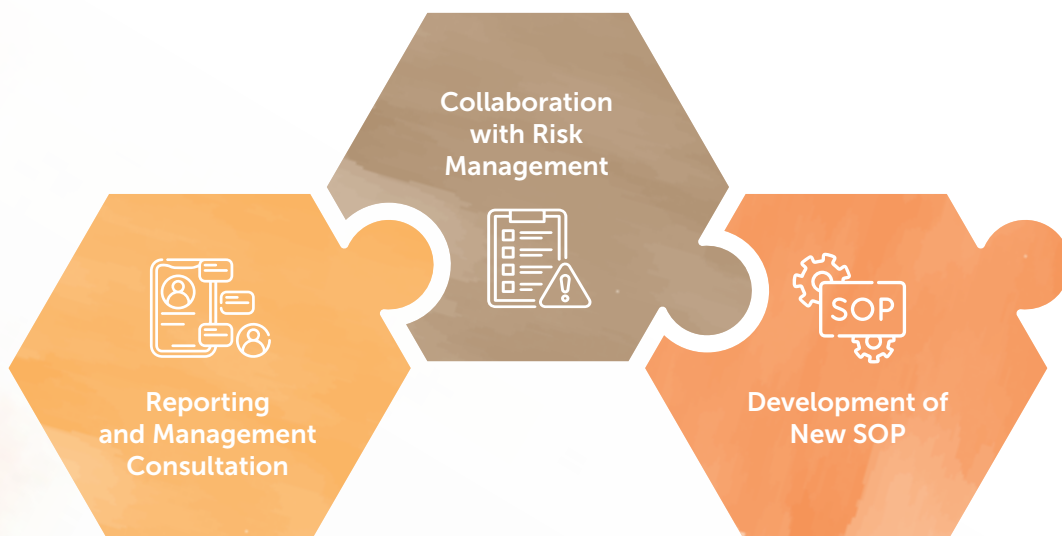 Collaboration
with Risk
Management
Reporting
and Management
Consultation
SOP
Development of
New SOP